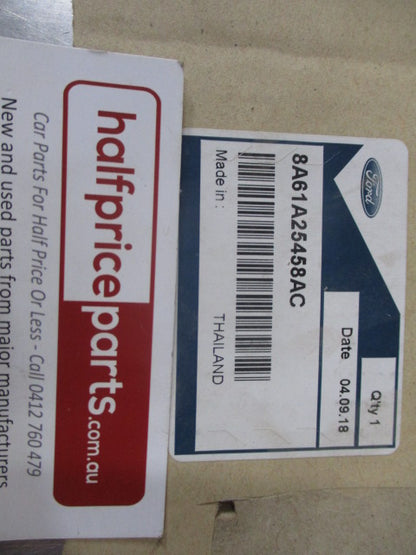 Ford
Q'ty 1
Date 04.09.18
8A61A25458AC
Made in : THAILAND
halfpriceparts.com.au
Car Parts For Half Price Or Less - Call 0412 760 479
New and used parts from major manufacturers